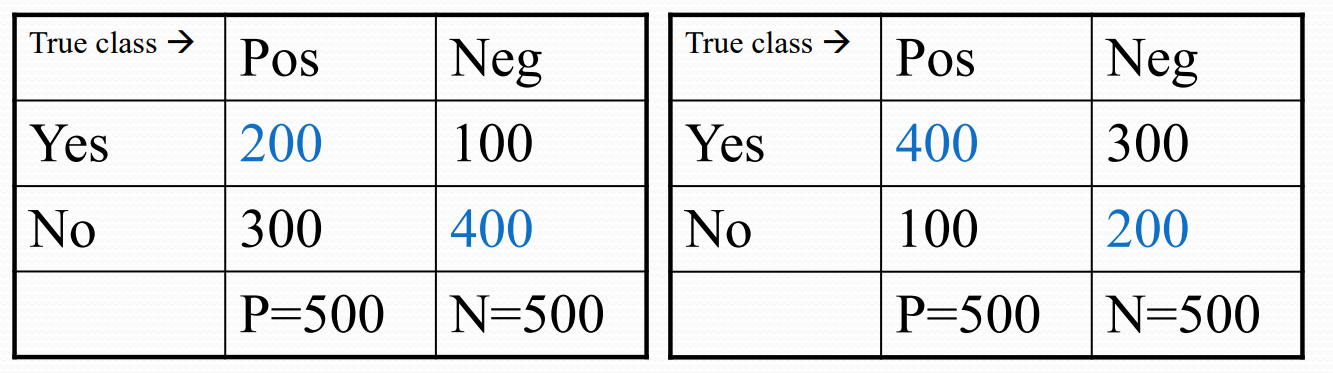 True class → Pos Neg True class → Pos Neg
Yes 200 100 Yes 400 300
No 300 400 No 100 200
P=500 N=500 P=500 N=500